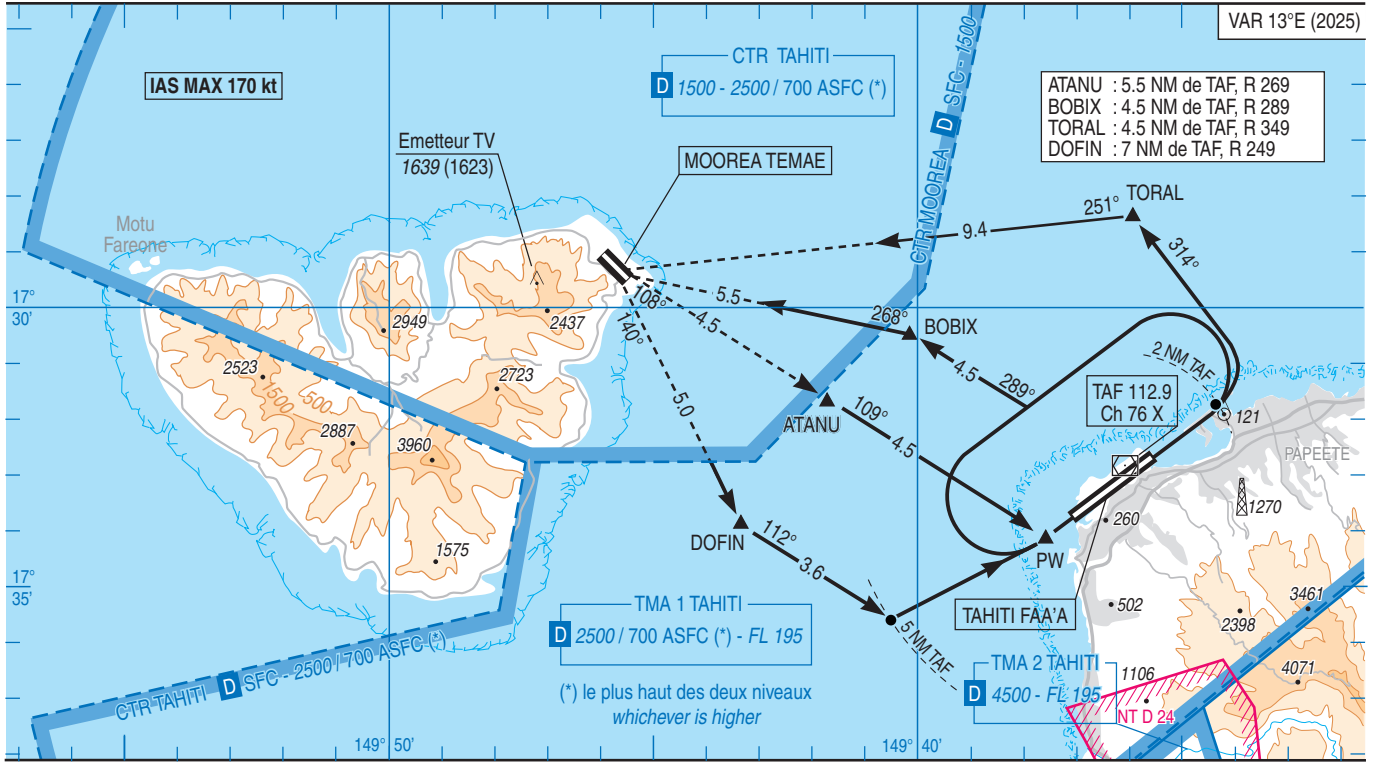 VAR 13°E (2025)
IAS MAX 170 kt
CTR TAHITI
D 1500 - 2500 / 700 ASFC (*)
CTR MOOREA D SFC - 1500
ATANU : 5.5 NM de TAF, R 269
BOBIX : 4.5 NM de TAF, R 289
TORAL : 4.5 NM de TAF, R 349
DOFIN : 7 NM de TAF, R 249
Emetteur TV
1639 (1623)
MOOREA TEMAE
TORAL
251°
9.4
314°
Motu
Fareone
108°
140°
5.5
4.5
268°
BOBIX
17°
30'
2949
2437
2523
1500
500
2723
2887
3960
1575
5.0
ATANU
109°
4.5
4.5
289°
2 NM TAF
TAF 112.9
Ch 76 X
121
PAPEETE
1270
260
DOFIN
112°
3.6
PW
17°
35'
TAHITI FAA'A
502
3461
2398
4071
1106
5 NM TAF
TMA 1 TAHITI
D 2500 / 700 ASFC (*) - FL 195
(*) le plus haut des deux niveaux
whichever is higher
TMA 2 TAHITI
D 4500 - FL 195
NT D 24
CTR TAHITI D SFC - 2500 / 700 ASFC (*)
149° 50'
149° 40'